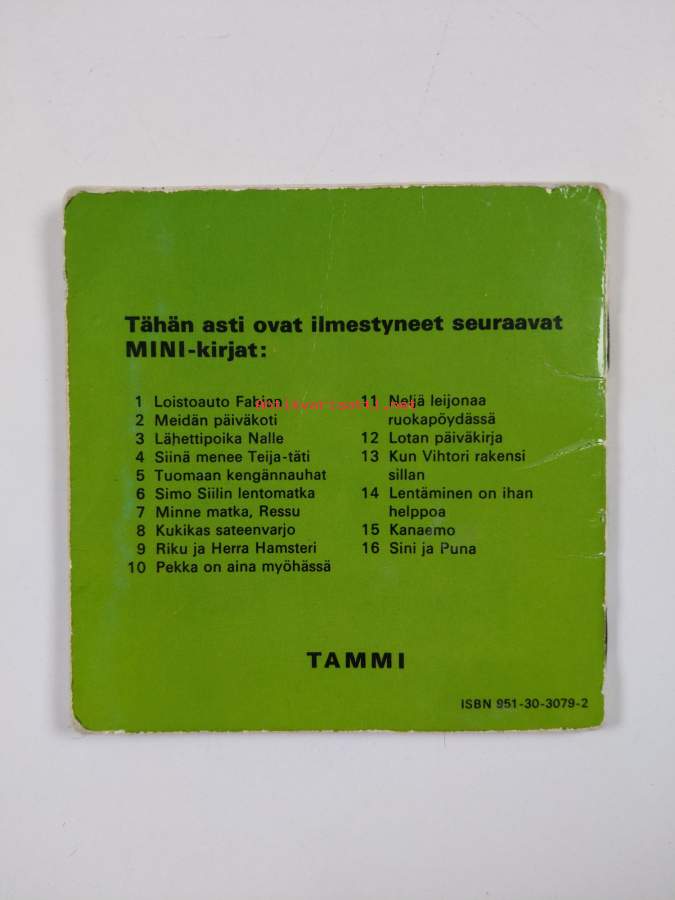 Tähän asti ovat ilmestyneet seuraavat
MINI-kirjat:
1 Loistoauto Fabian
2 Meidän päiväkoti
3 Lähettipoika Nalle
4 Siinä menee Teija-täti
5 Tuomaan kengännauhat
6 Simo Siilin lentomatka
7 Minne matka, Ressu
8 Kukikas sateenvarjo
9 Riku ja Herra Hamsteri
10 Pekka on aina myöhässä
11 Neljä leijonaa
ruokapöydässä
12 Lotan päiväkirja
13 Kun Vihtori rakensi
sillan
14 Lentäminen on ihan
helppoa
15 Kanaemo
16 Sini ja Puna
Antikvariaatti.net
TAMMI
ISBN 951-30-3079-2